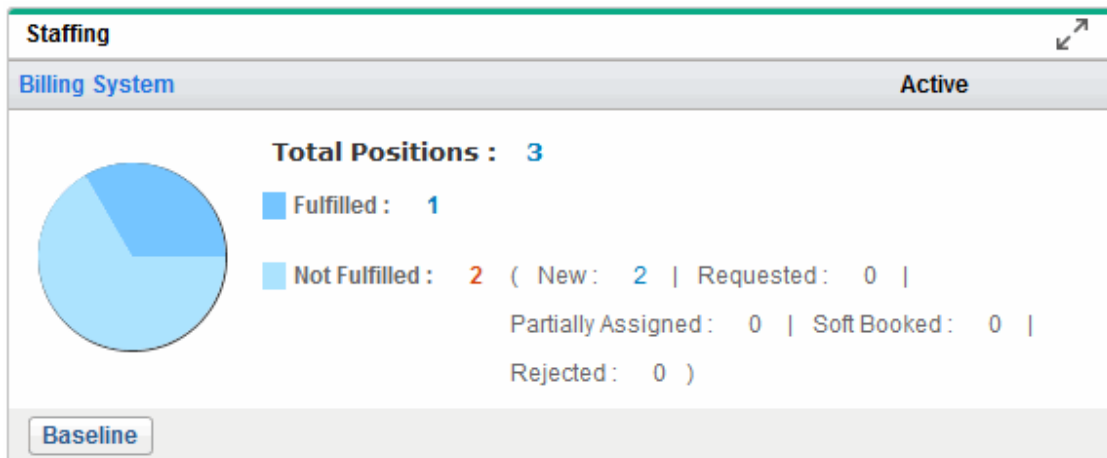 Staffing
Billing System Active
Total Positions : 3
Fulfilled : 1
Not Fulfilled : 2 ( New : 2 | Requested : 0 |
Partially Assigned : 0 | Soft Booked : 0 |
Rejected : 0 )
Baseline